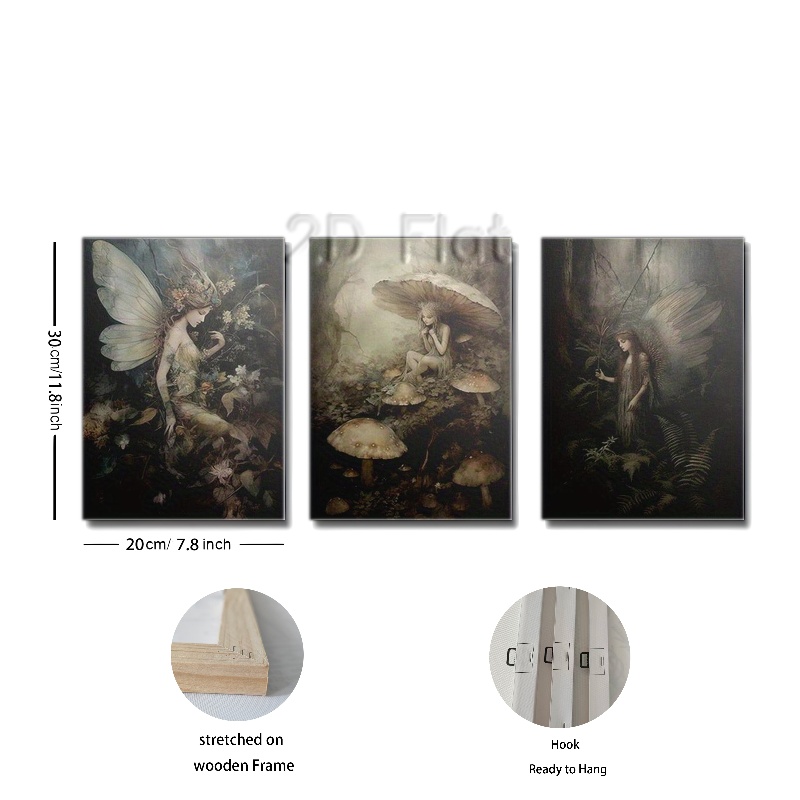 2D Flat
30cm/11.8inch
20cm/ 7.8 inch
stretched on
wooden Frame
Hook
Ready to Hang